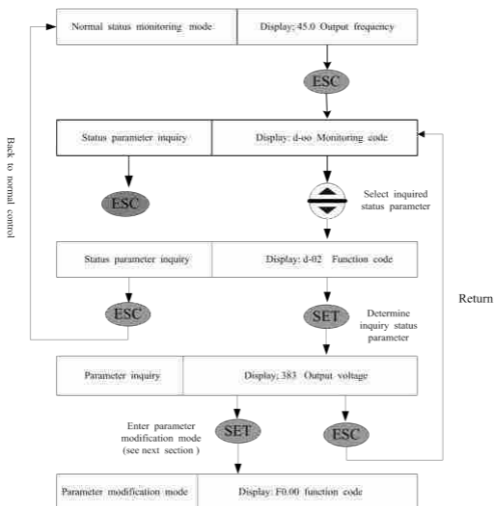 Normal status monitoring mode
Display: 45.0 Output frequency
ESC
Status parameter inquiry
Display: d-oo Monitoring code
ESC
Select inquired
status parameter
Back to normal control
Status parameter inquiry
Display: d-02 Function code
ESC
SET
Determine
inquiry status
parameter
Return
Parameter inquiry
Display; 383 Output voltage
Enter parameter
modification mode
(see next section )
SET
ESC
Parameter modification mode
Display: F0.00 function code